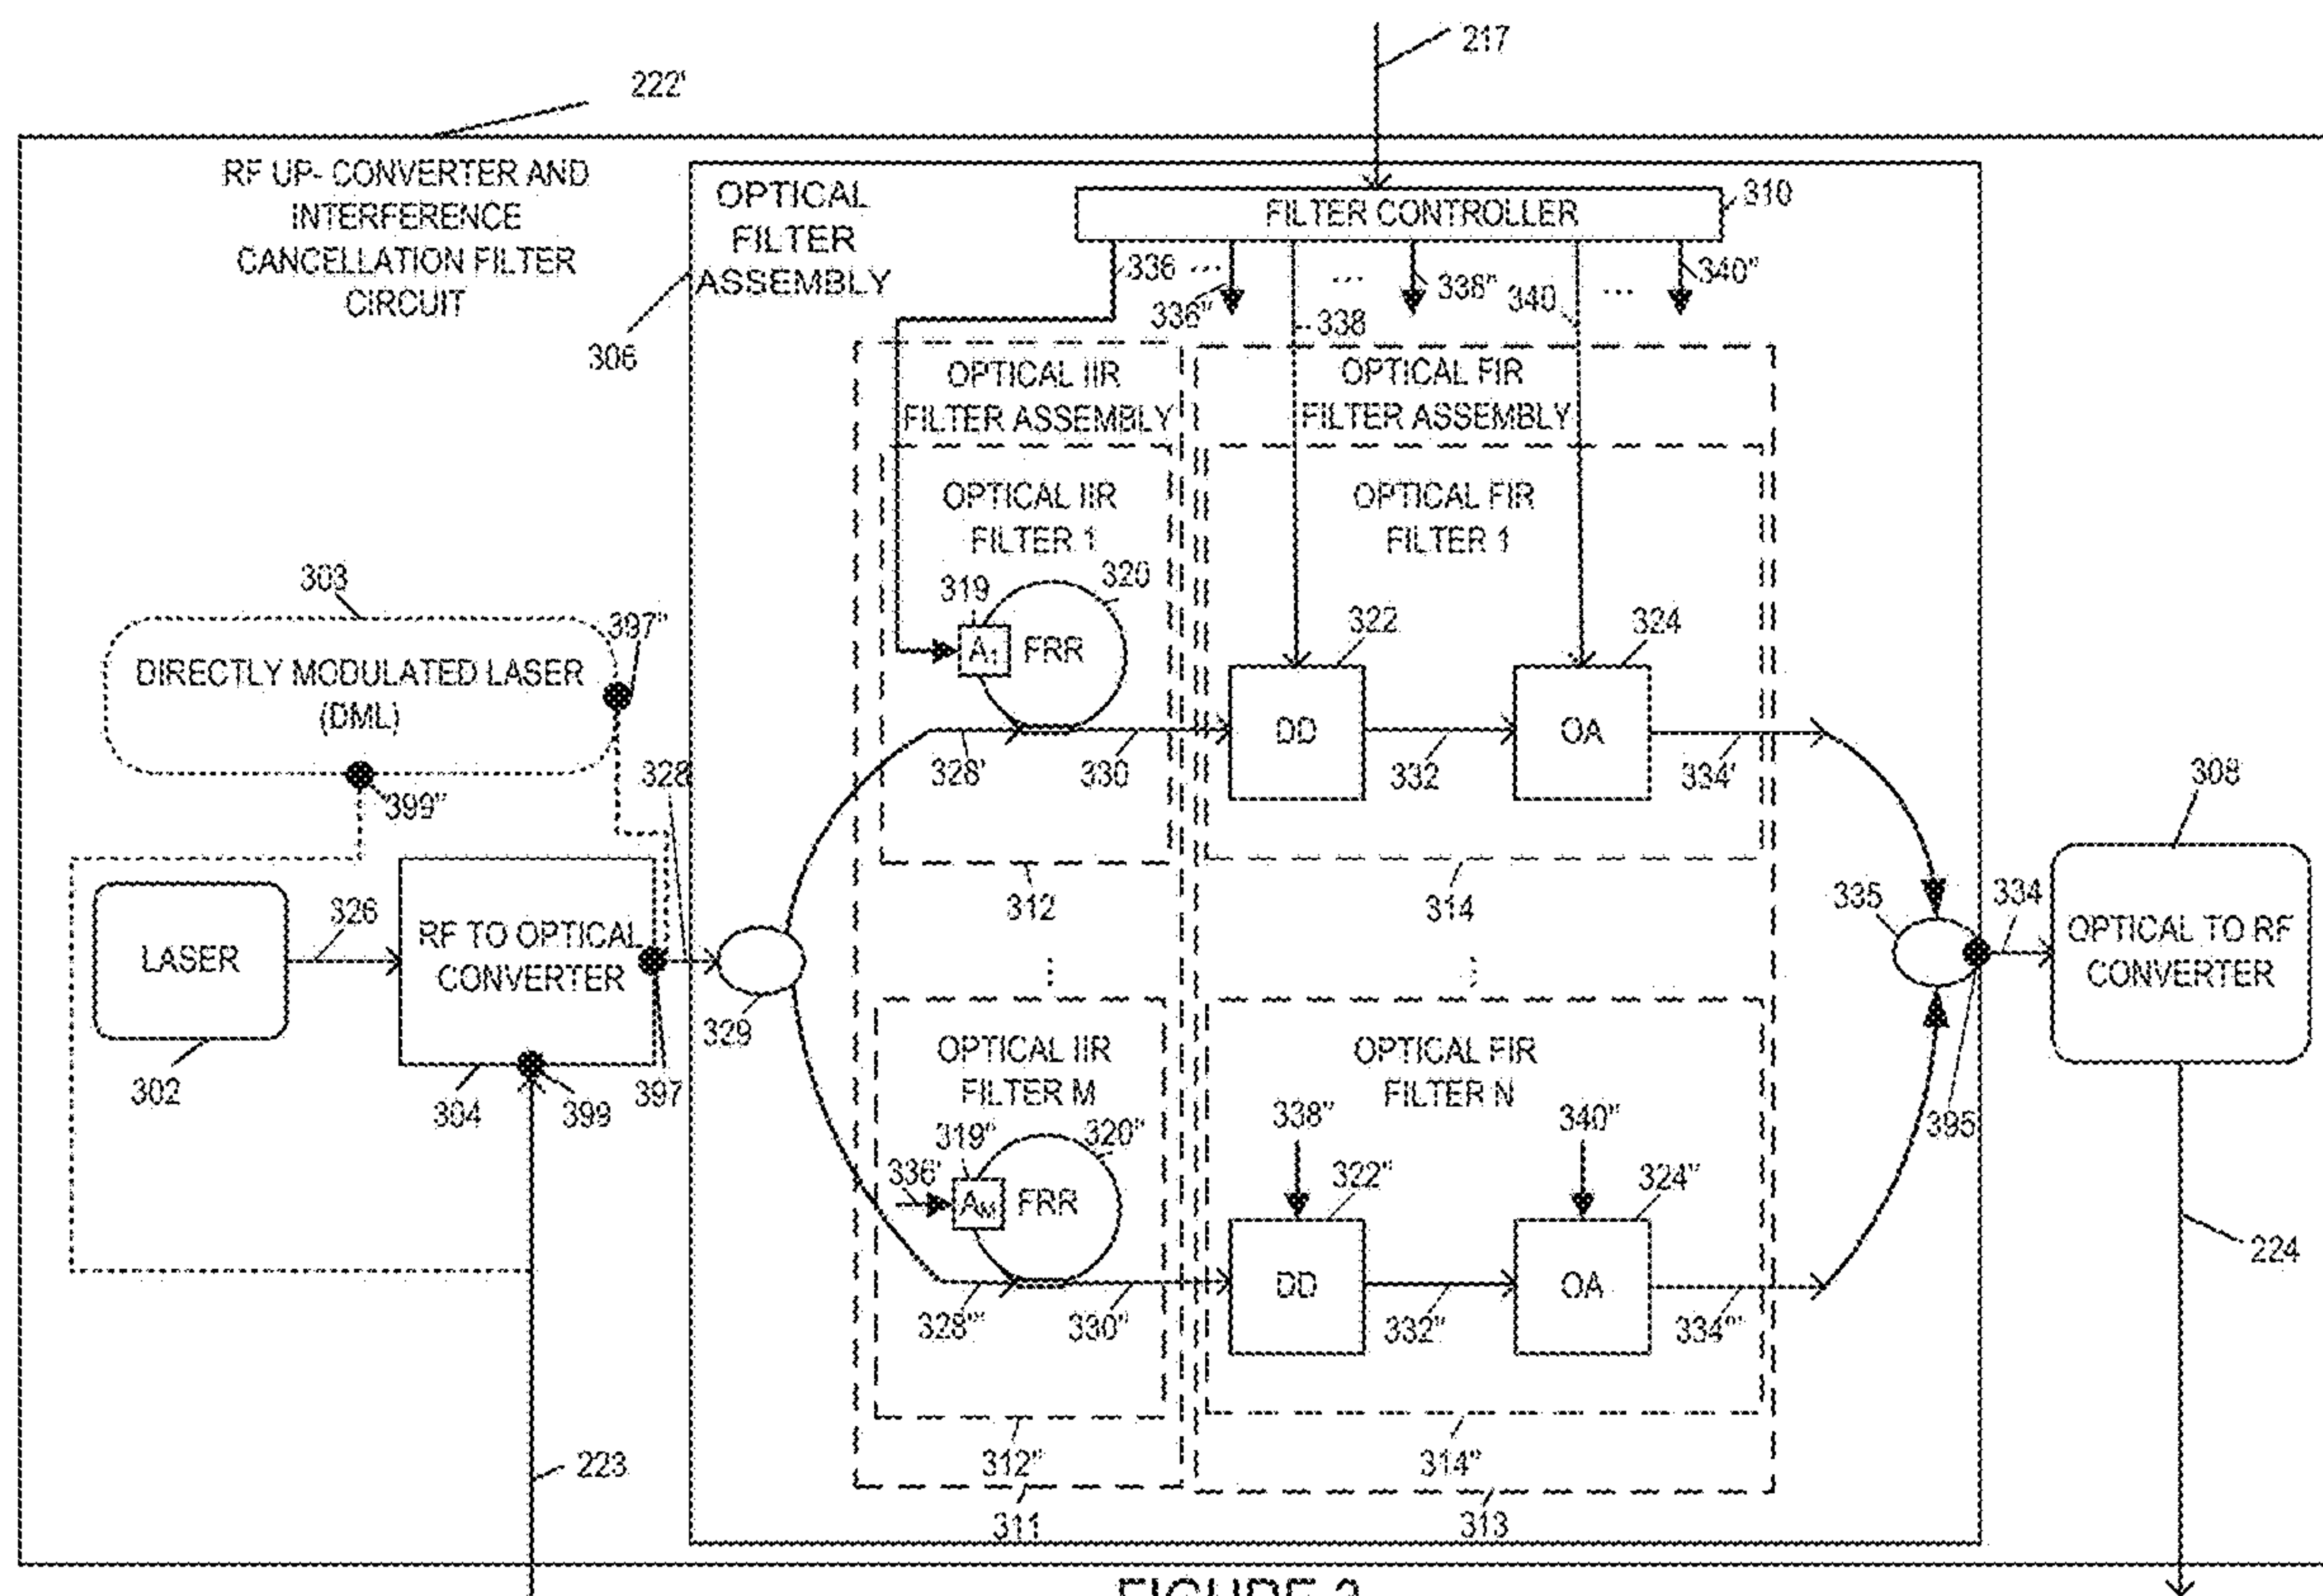 217
222'
RF UP- CONVERTER AND
INTERFERENCE
CANCELLATION FILTER
CIRCUIT
OPTICAL
FILTER
ASSEMBLY
306
FILTER CONTROLLER
310
336
...
336"
338
...
338"
340
...
340"
OPTICAL IIR
FILTER ASSEMBLY
OPTICAL FIR
FILTER ASSEMBLY
OPTICAL IIR
FILTER 1
OPTICAL FIR
FILTER 1
303
DIRECTLY MODULATED LASER
(DML)
397"
399"
319
320
A1
FRR
322
324
DD
OA
328
328'
330
332
334'
308
312
314
LASER
326
RF TO OPTICAL
CONVERTER
302
304
399
397
329
335
334
OPTICAL TO RF
CONVERTER
395
OPTICAL IIR
FILTER M
OPTICAL FIR
FILTER N
319"
320"
336'
AM
FRR
338"
340"
322"
324"
DD
OA
328'"
330"
332"
334'"
224
312"
314"
223
311
313
FIGURE 3